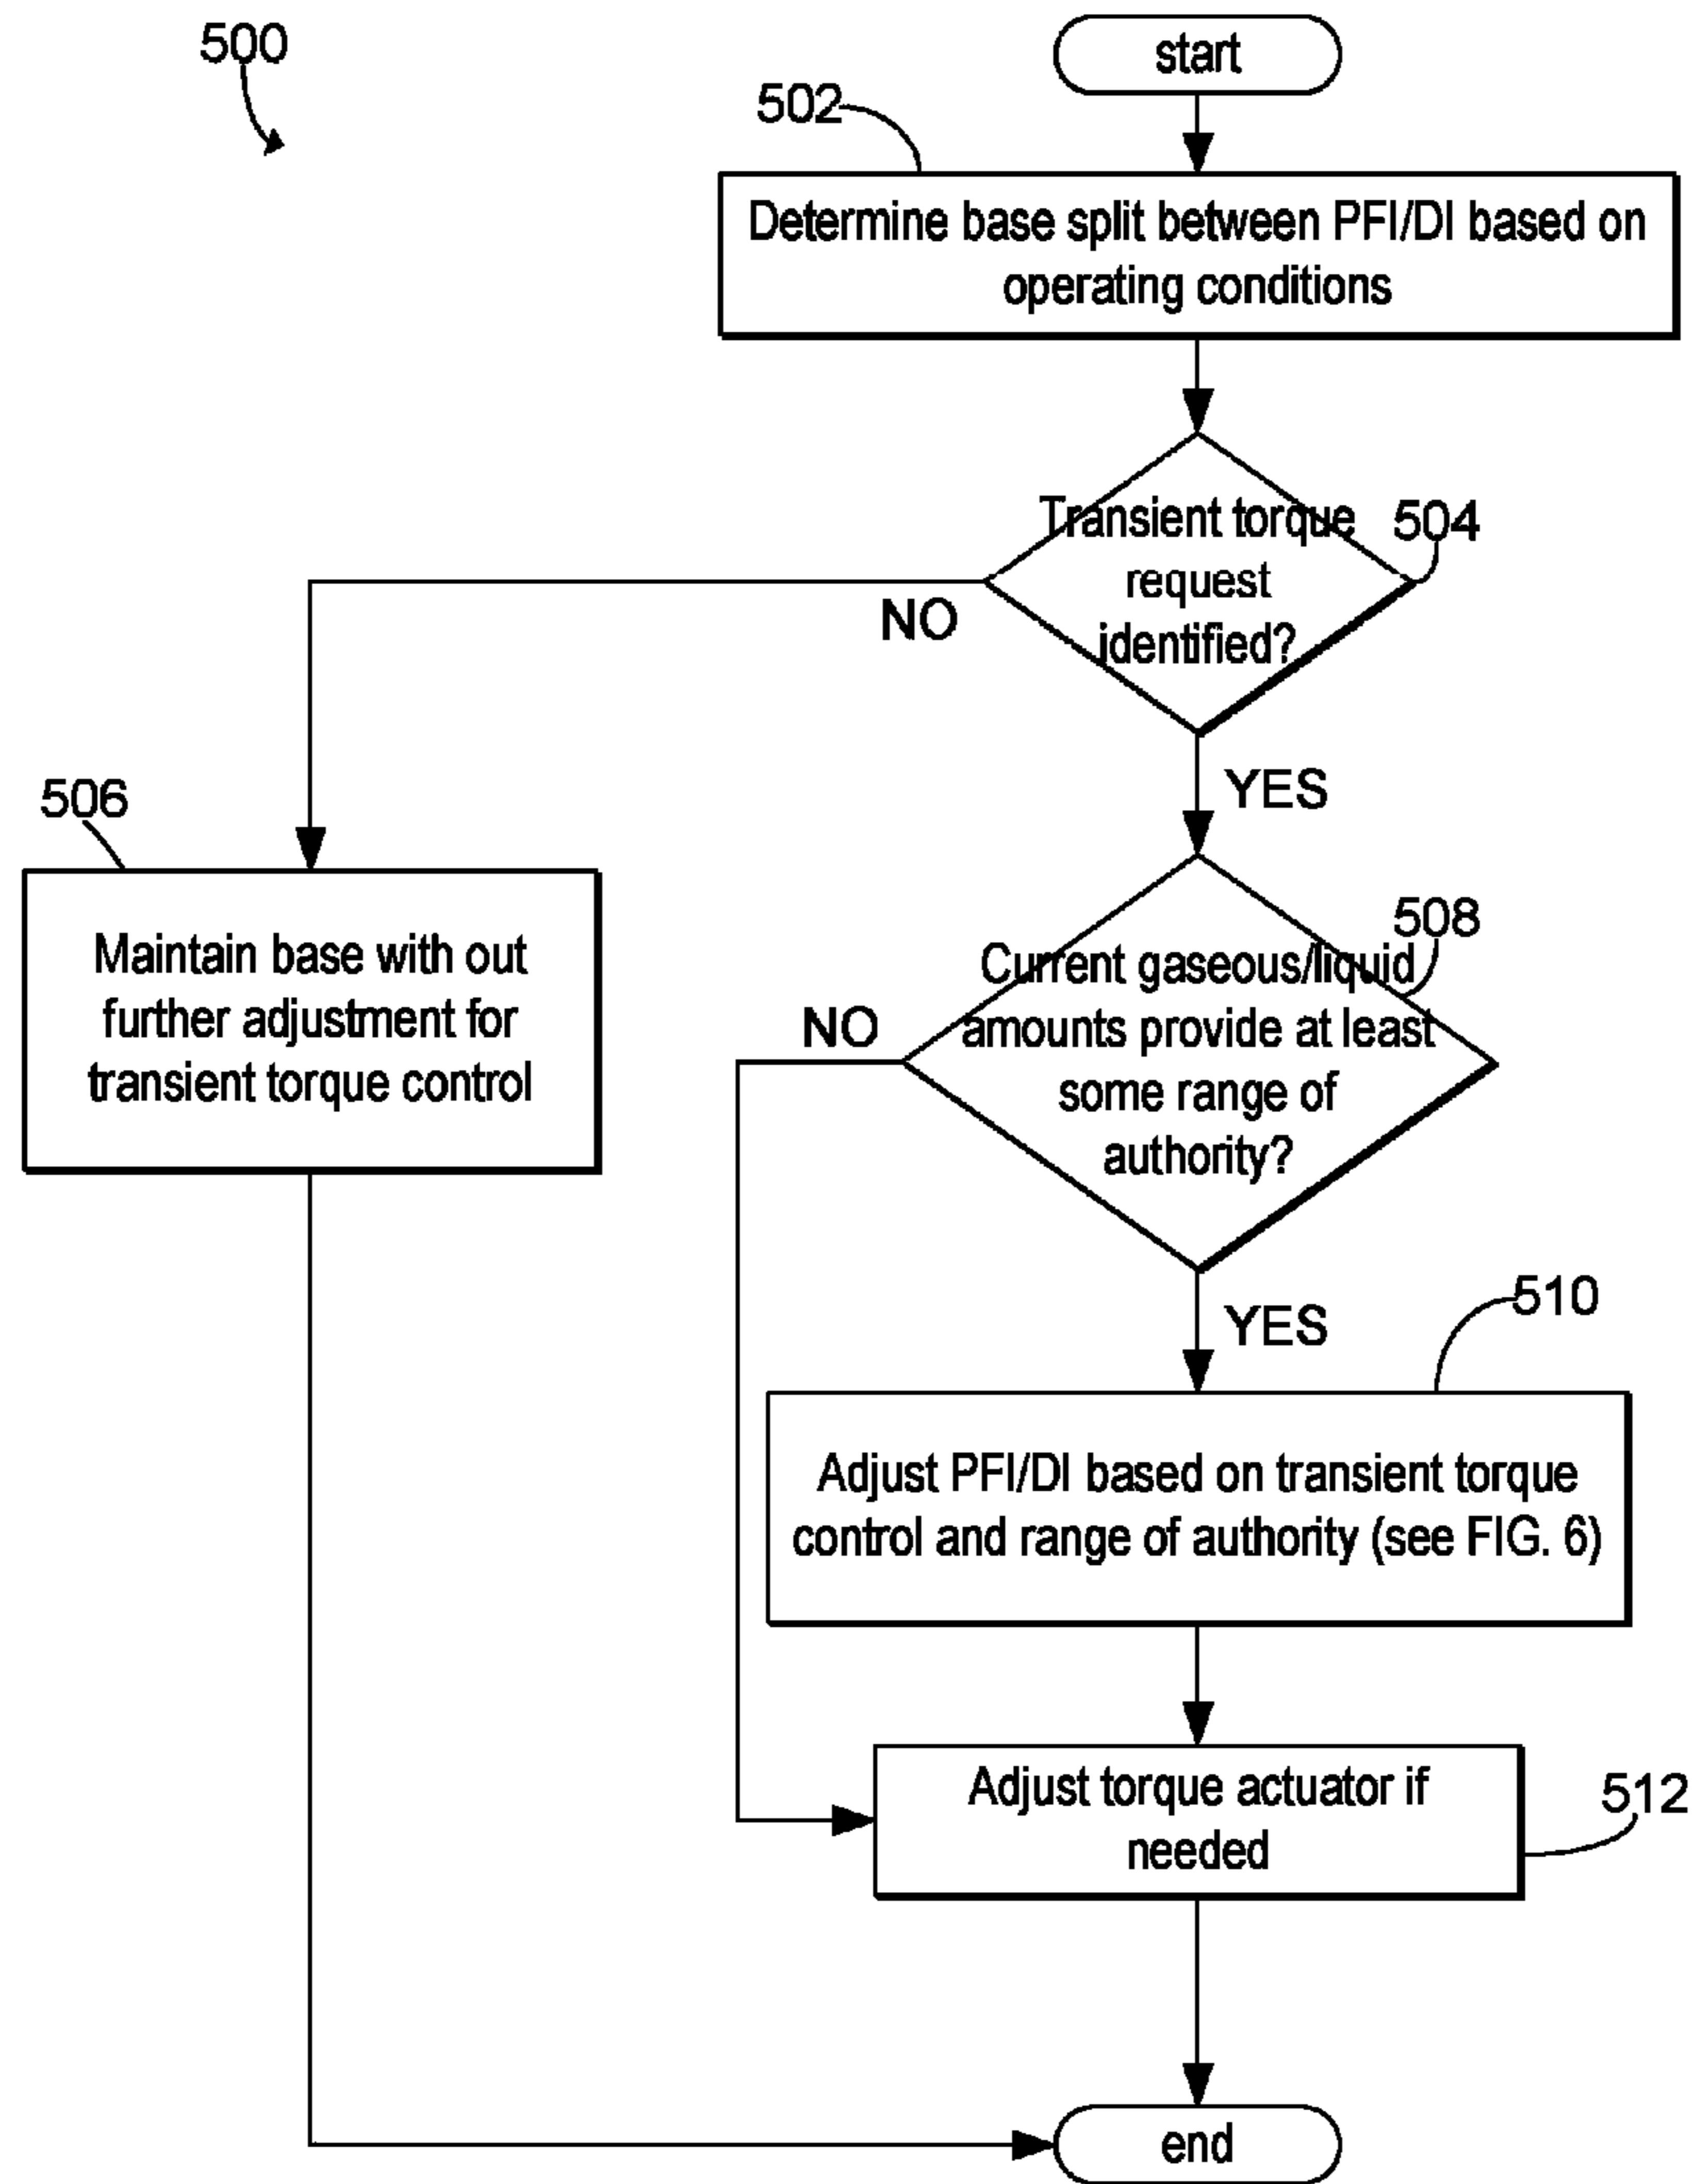 500
start
502
Determine base split between PFI/DI based on
operating conditions
Transient torque
request
identified?
504
NO
YES
506
Maintain base with out
further adjustment for
transient torque control
508
Current gaseous/liquid
amounts provide at least
some range of
authority?
NO
YES
510
Adjust PFI/DI based on transient torque
control and range of authority (see FIG. 6)
Adjust torque actuator if
needed
512
end